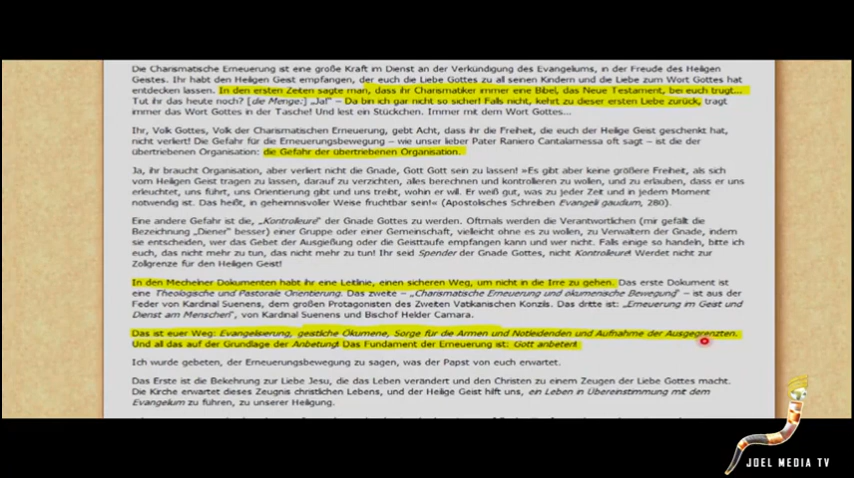 Die Charismatische Erneuerung ist eine große Kraft im Dienst an der Verkündigung des Evangeliums, in der Freude des Heiligen
Geistes. Ihr habt den Heiligen Geist empfangen, der euch die Liebe Gottes zu all seinen Kindern und die Liebe zum Wort Gottes hat
entdecken lassen. In den ersten Zeiten sagte man, dass ihr Charismatiker immer eine Bibel, das Neue Testament, bei euch trugt...
Tut ihr das heute noch? [die Menge:] „Ja!" – Da bin ich gar nicht so sicher! Falls nicht, kehrt zu dieser ersten Liebe zurück, tragt
immer das Wort Gottes in der Tasche! Und lest ein Stückchen. Immer mit dem Wort Gottes...
Ihr, Volk Gottes, Volk der Charismatischen Erneuerung, gebt Acht, dass ihr die Freiheit, die euch der Heilige Geist geschenkt hat,
nicht verliert! Die Gefahr für die Erneuerungsbewegung – wie unser lieber Pater Raniero Cantalamessa oft sagt – ist die der
übertriebenen Organisation: die Gefahr der übertriebenen Organisation.
Ja, ihr braucht Organisation, aber verliert nicht die Gnade, Gott Gott sein zu lassen! »Es gibt aber keine größere Freiheit, als sich
vom Heiligen Geist tragen zu lassen, darauf zu verzichten, alles berechnen und kontrollieren zu wollen, und zu erlauben, dass er uns
erleuchtet, uns führt, uns Orientierung gibt und uns treibt, wohin er will. Er weiß gut, was zu jeder Zeit und in jedem Moment
notwendig ist. Das heißt, in geheimnisvoller Weise fruchtbar sein!« (Apostolisches Schreiben Evangelii gaudium, 280).
Eine andere Gefahr ist die, „Kontrolleure" der Gnade Gottes zu werden. Oftmals werden die Verantwortlichen (mir gefällt die
Bezeichnung „Diener" besser) einer Gruppe oder einer Gemeinschaft, vielleicht ohne es zu wollen, zu Verwaltern der Gnade, indem
sie entscheiden, wer das Gebet der Ausgießung oder die Geisttaufe empfangen kann und wer nicht. Falls einige so handeln, bitte ich
euch, das nicht mehr zu tun, das nicht mehr zu tun! Ihr seid Spender der Gnade Gottes, nicht Kontrolleure! Werdet nicht zur
Zollgrenze für den Heiligen Geist!
In den Mechelner Dokumenten habt ihr eine Leitlinie, einen sicheren Weg, um nicht in die Irre zu gehen. Das erste Dokument ist
eine Theologische und Pastorale Orientierung. Das zweite – „Charismatische Erneuerung und ökumenische Bewegung" – ist aus der
Feder von Kardinal Suenens, dem großen Protagonisten des Zweiten Vatikanischen Konzils. Das dritte ist: „Erneuerung im Geist und
Dienst am Menschen", von Kardinal Suenens und Bischof Helder Camara.
Das ist euer Weg: Evangelisierung, geistliche Ökumene, Sorge für die Armen und Notleidenden und Aufnahme der Ausgegrenzten.
Und all das auf der Grundlage der Anbetung! Das Fundament der Erneuerung ist: Gott anbeten!
Ich wurde gebeten, der Erneuerungsbewegung zu sagen, was der Papst von euch erwartet.
Das Erste ist die Bekehrung zur Liebe Jesu, die das Leben verändert und den Christen zu einem Zeugen der Liebe Gottes macht.
Die Kirche erwartet dieses Zeugnis christlichen Lebens, und der Heilige Geist hilft uns, ein Leben in Übereinstimmung mit dem
Evangelium zu führen, zu unserer Heiligung.
JOEL MEDIA TV